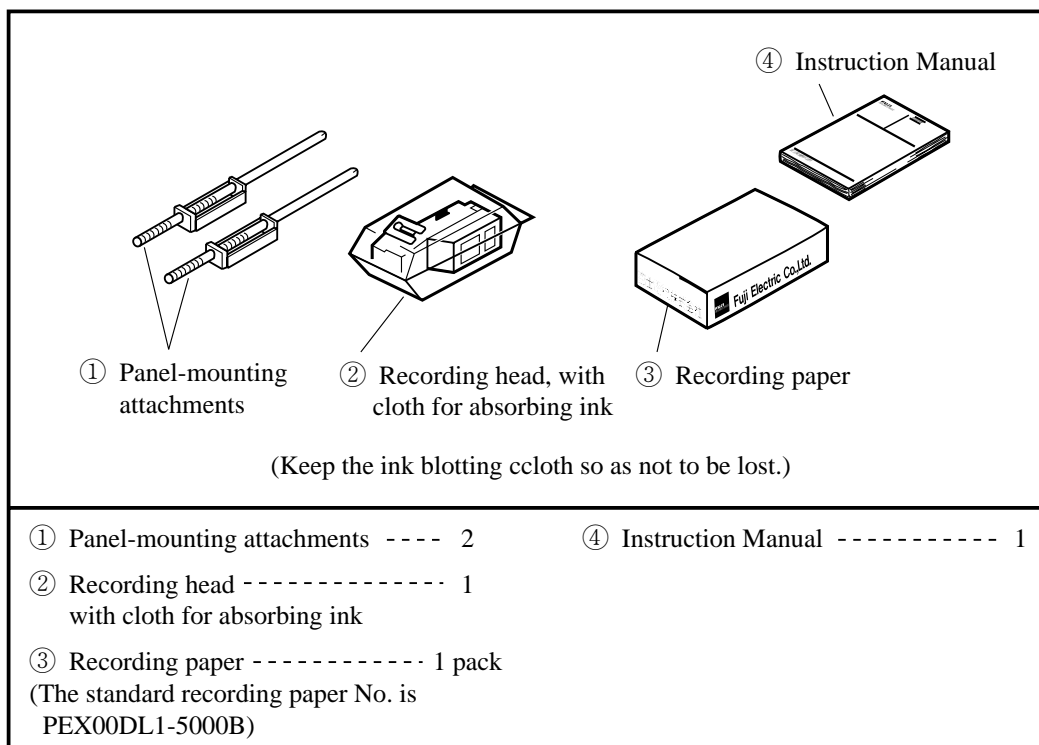 ④ Instruction Manual
Fuji Electric Co.,Ltd.
① Panel-mounting
attachments
② Recording head, with
cloth for absorbing ink
③ Recording paper
(Keep the ink blotting ccloth so as not to be lost.)
① Panel-mounting attachments ---- 2
② Recording head -------------- 1
with cloth for absorbing ink
③ Recording paper ------------ 1 pack
(The standard recording paper No. is
PEX00DL1-5000B)
④ Instruction Manual ----------- 1